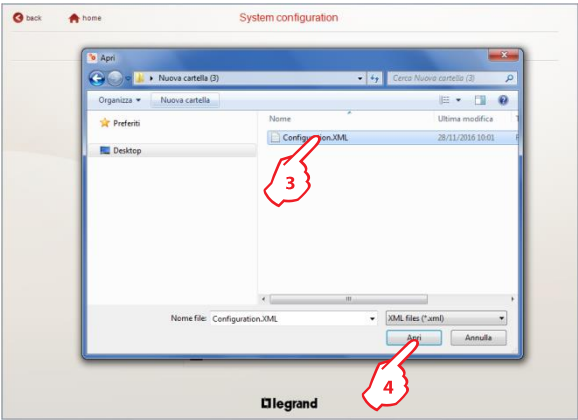 back home System configuration
Apri
Nuova cartella (3) Cerca Nuova cartella (3)
Organizza Nuova cartella
Preferiti
Desktop
Nome Ultima modifica
Configuration.XML 28/11/2016 10:01
3
Nome file: Configuration.XML XML files (*.xml)
Apri Annulla
4
legrand